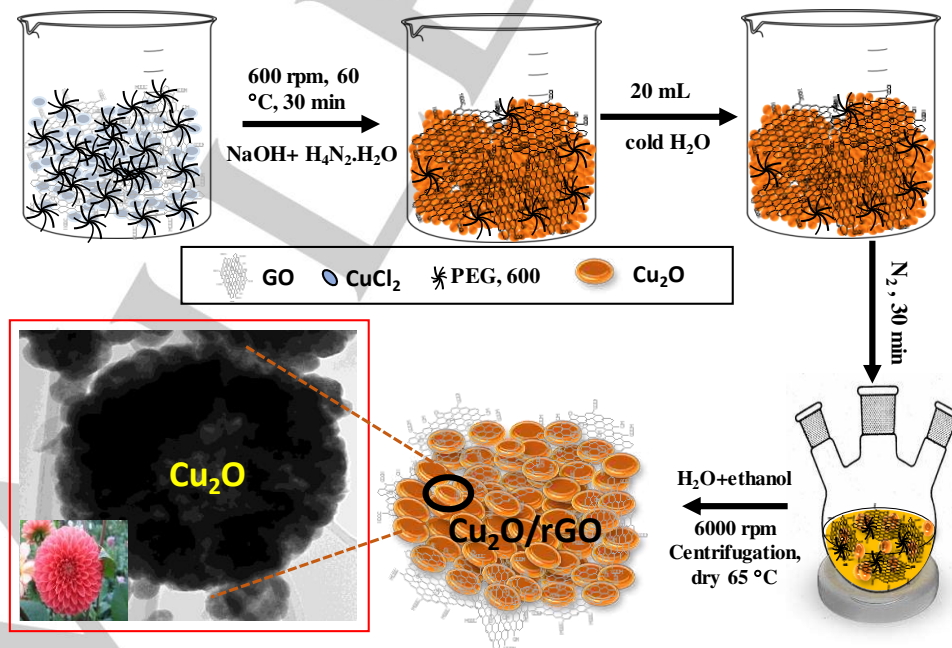 600 rpm, 60
°C, 30 min
NaOH+ H₄N₂.H₂O
20 mL
cold H₂O
GO
CuCl₂
PEG, 600
Cu₂O
N₂ , 30 min
Cu₂O
Cu₂O/rGO
H₂O+ethanol
6000 rpm
Centrifugation,
dry 65 °C